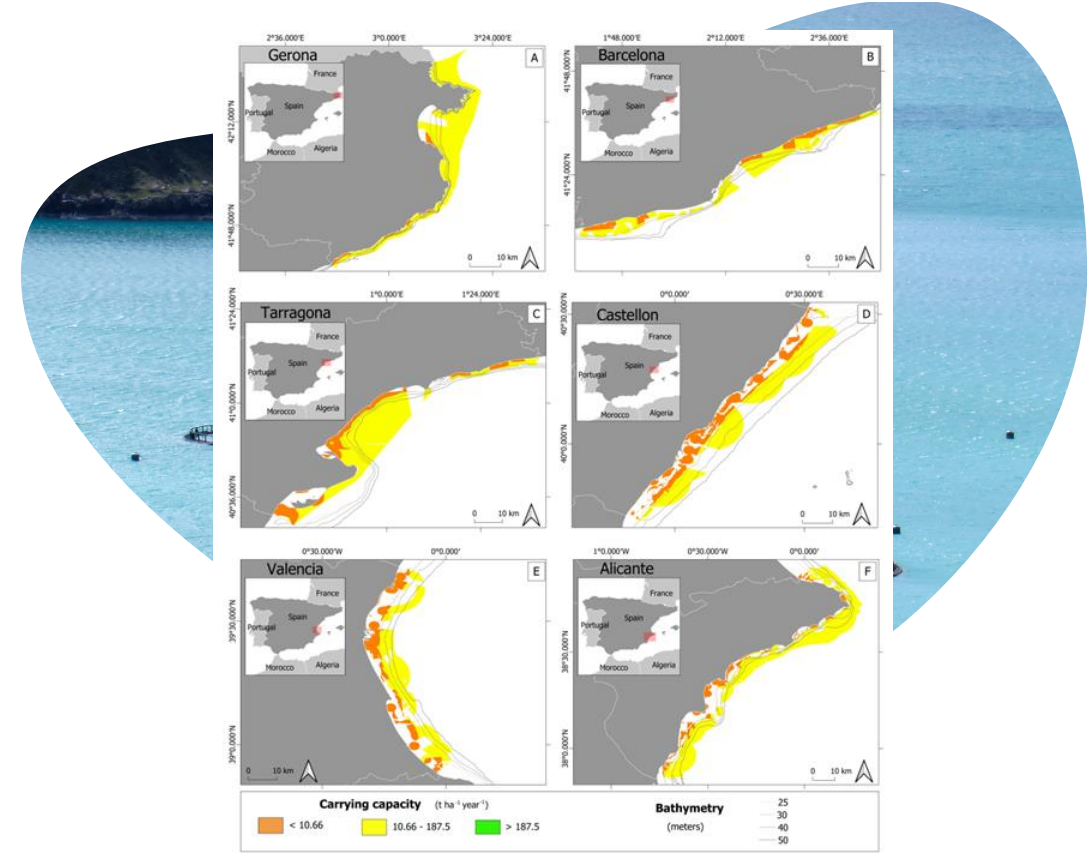 2°36.000'E 3°0.000'E 3°24.000'E
Gerona
A
France
Spain
Portugal
Morocco
Algeria
42°12.000'N
41°48.000'N
0 10 km
1°48.000'E 2°12.000'E 2°36.000'E
Barcelona
B
France
Spain
Portugal
Morocco
Algeria
41°48.000'N
41°24.000'N
0 10 km
1°0.000'E 1°24.000'E
Tarragona
C
France
Spain
Portugal
Morocco
Algeria
41°24.000'N
41°0.000'N
40°36.000'N
0 10 km
0°0.000' 0°30.000'E
Castellon
D
France
Spain
Portugal
Morocco
Algeria
40°30.000'N
40°0.000'N
0 10 km
0°30.000'W 0°0.000'
Valencia
E
France
Spain
Portugal
Morocco
Algeria
39°30.000'N
39°0.000'N
0 10 km
1°0.000'W 0°30.000'W 0°0.000'
Alicante
F
France
Spain
Portugal
Morocco
Algeria
38°30.000'N
38°0.000'N
0 10 km
Carrying capacity (t ha⁻¹ year⁻¹)
< 10.66 10.66 - 187.5 > 187.5
Bathymetry
(meters)
25
30
40
50